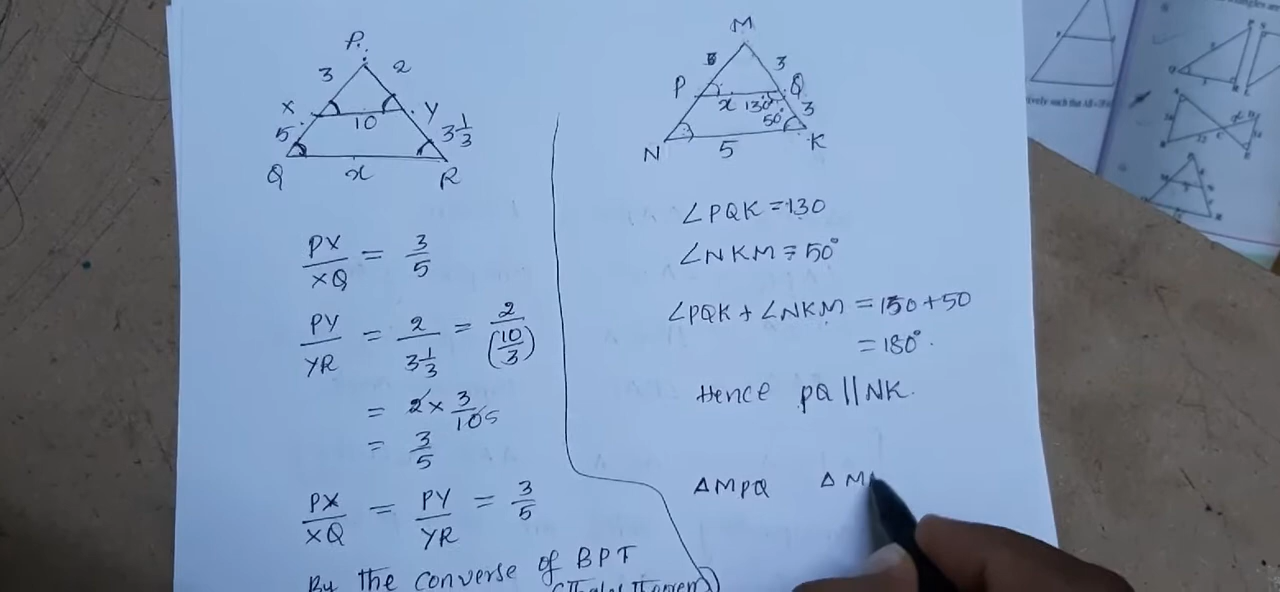 P
3
2
X
Y
10
5
3 1/3
Q
x
R
PX/XQ = 3/5
PY/YR = 2/(3 1/3) = 2/(10/3)
= 2 × 3/10 5
= 3/5
PX/XQ = PY/YR = 3/5
By the converse of BPT
M
3
P
Q
x
130°
3
50°
N
5
K
∠PQK = 130
∠NKM = 50°
∠PQK + ∠NKM = 130 + 50
= 180°.
Hence PQ || NK.
△MPQ △M